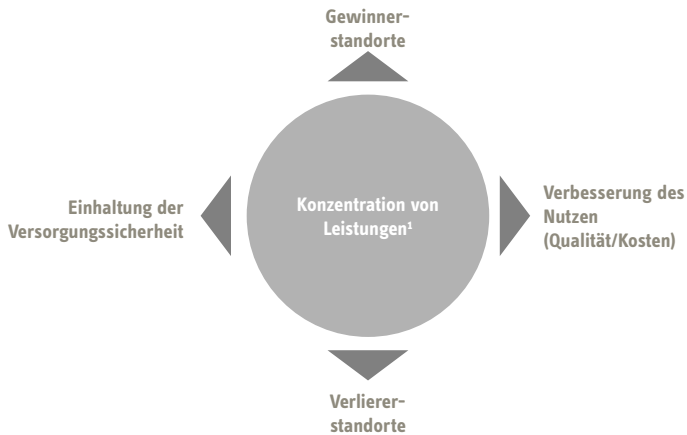 Gewinner-
standorte
Einhaltung der
Versorgungssicherheit
Konzentration von
Leistungen¹
Verbesserung des
Nutzen
(Qualität/Kosten)
Verlierer-
standorte